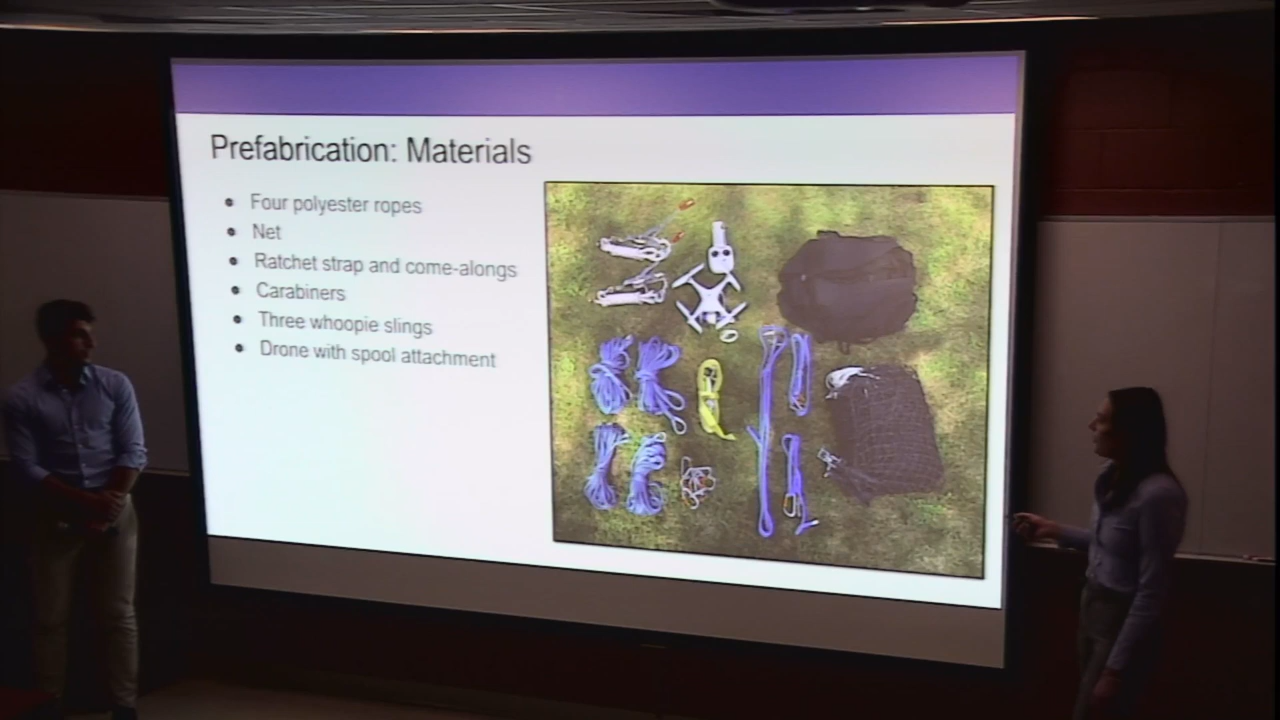 Prefabrication: Materials
Four polyester ropes
Net
Ratchet strap and come-alongs
Carabiners
Three whoopie slings
Drone with spool attachment